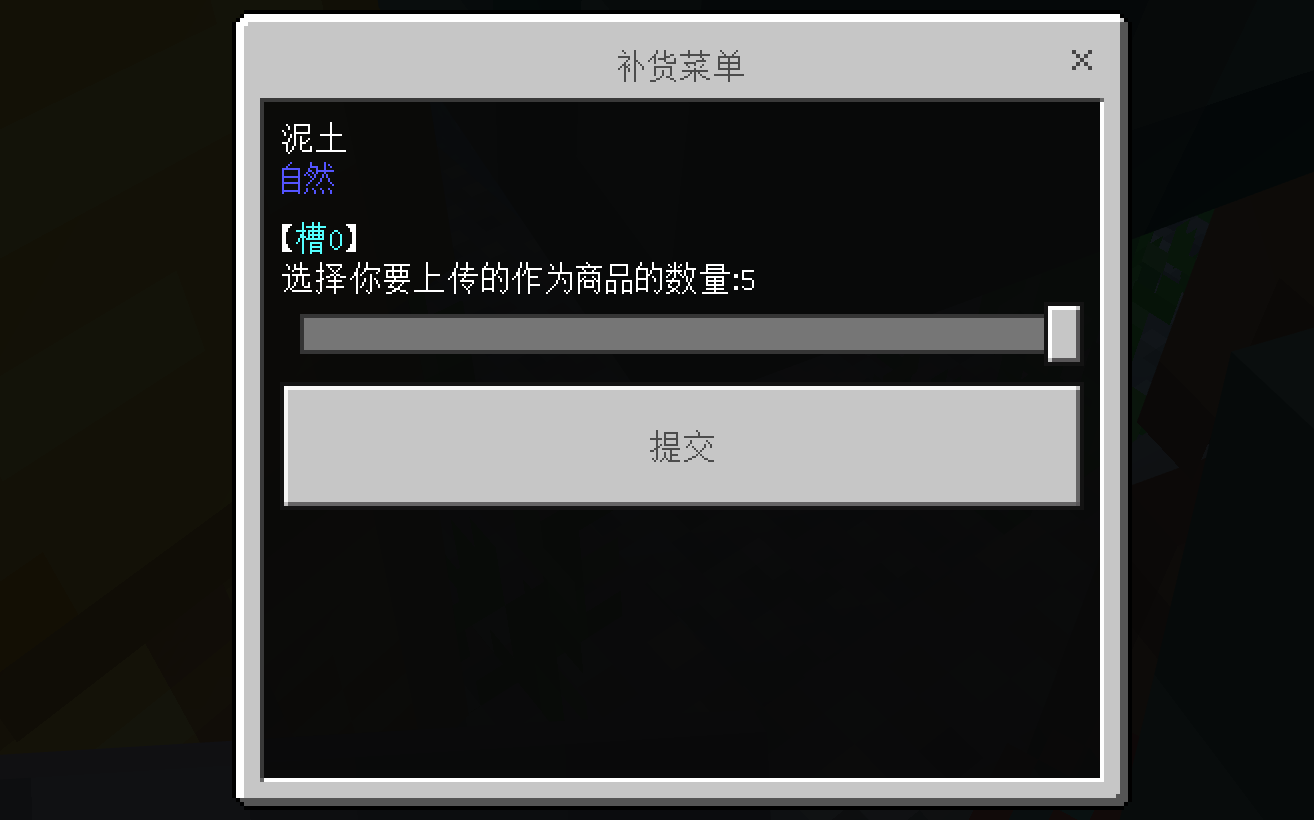 补货菜单
泥土
自然
【槽0】
选择你要上传的作为商品的数量:5
提交